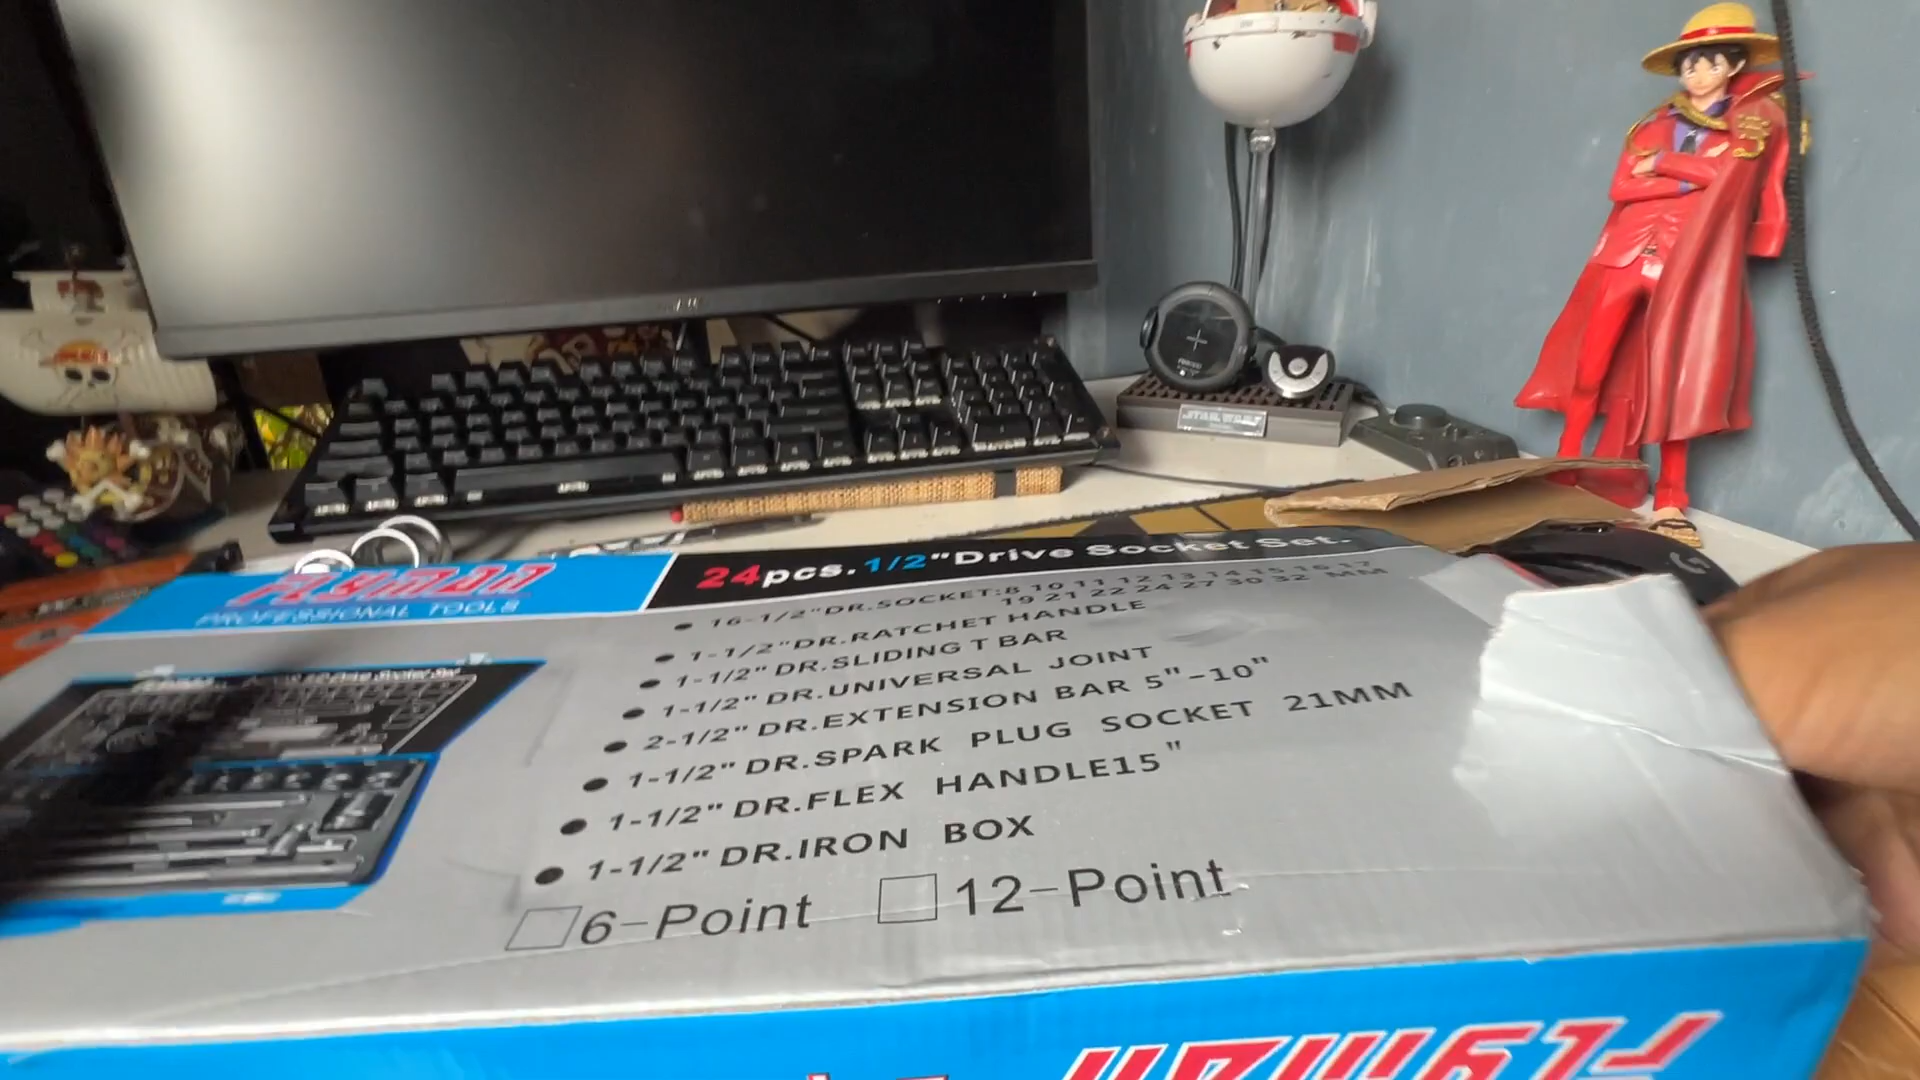 STAR WARS
Flyman
PROFESSIONAL TOOLS
24pcs.1/2"Drive Socket Set.
● 16-1/2"DR.SOCKET:8 10 11 12 13 14 15 16 17
19 21 22 24 27 30 32 MM
● 1-1/2"DR.RATCHET HANDLE
● 1-1/2"DR.SLIDING T BAR
● 1-1/2"DR.UNIVERSAL JOINT
● 2-1/2"DR.EXTENSION BAR 5"-10"
● 1-1/2"DR.SPARK PLUG SOCKET 21MM
● 1-1/2"DR.FLEX HANDLE15"
● 1-1/2"DR.IRON BOX
□6-Point □12-Point
FLYMAN